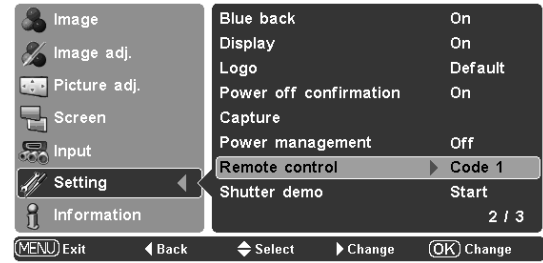 Image
Image adj.
Picture adj.
Screen
Input
Setting
Information
Blue back On
Display On
Logo Default
Power off confirmation On
Capture
Power management Off
Remote control Code 1
Shutter demo Start
2 / 3
MENU Exit Back Select Change OK Change